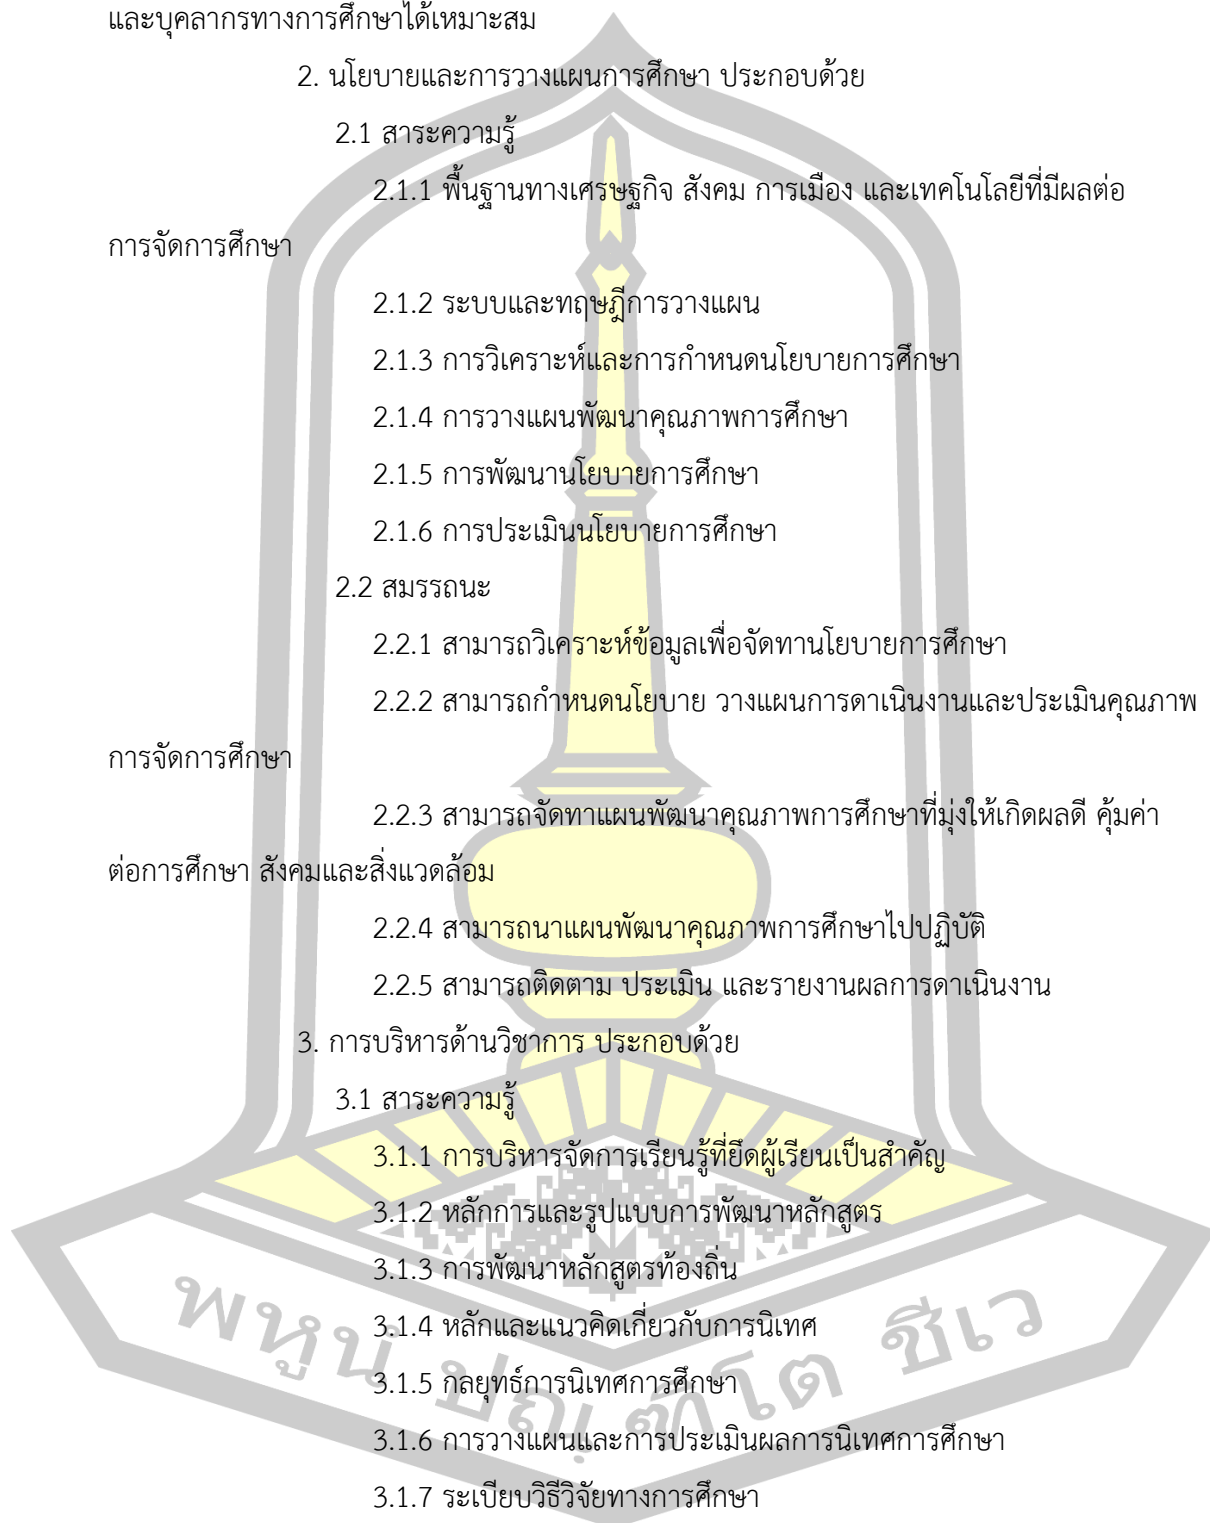 และบุคลากรทางการศึกษาได้เหมาะสม
2. นโยบายและการวางแผนการศึกษา ประกอบด้วย
2.1 สาระความรู้
2.1.1 พื้นฐานทางเศรษฐกิจ สังคม การเมือง และเทคโนโลยีที่มีผลต่อ
การจัดการศึกษา
2.1.2 ระบบและทฤษฎีการวางแผน
2.1.3 การวิเคราะห์และการกำหนดนโยบายการศึกษา
2.1.4 การวางแผนพัฒนาคุณภาพการศึกษา
2.1.5 การพัฒนานโยบายการศึกษา
2.1.6 การประเมินนโยบายการศึกษา
2.2 สมรรถนะ
2.2.1 สามารถวิเคราะห์ข้อมูลเพื่อจัดทานโยบายการศึกษา
2.2.2 สามารถกำหนดนโยบาย วางแผนการดาเนินงานและประเมินคุณภาพ
การจัดการศึกษา
2.2.3 สามารถจัดทาแผนพัฒนาคุณภาพการศึกษาที่มุ่งให้เกิดผลดี คุ้มค่า
ต่อการศึกษา สังคมและสิ่งแวดล้อม
2.2.4 สามารถนาแผนพัฒนาคุณภาพการศึกษาไปปฏิบัติ
2.2.5 สามารถติดตาม ประเมิน และรายงานผลการดาเนินงาน
3. การบริหารด้านวิชาการ ประกอบด้วย
3.1 สาระความรู้
3.1.1 การบริหารจัดการเรียนรู้ที่ยึดผู้เรียนเป็นสำคัญ
3.1.2 หลักการและรูปแบบการพัฒนาหลักสูตร
3.1.3 การพัฒนาหลักสูตรท้องถิ่น
3.1.4 หลักและแนวคิดเกี่ยวกับการนิเทศ
3.1.5 กลยุทธ์การนิเทศการศึกษา
3.1.6 การวางแผนและการประเมินผลการนิเทศการศึกษา
3.1.7 ระเบียบวิธีวิจัยทางการศึกษา
พหูนํ ปญฺฑิโต ชีเว